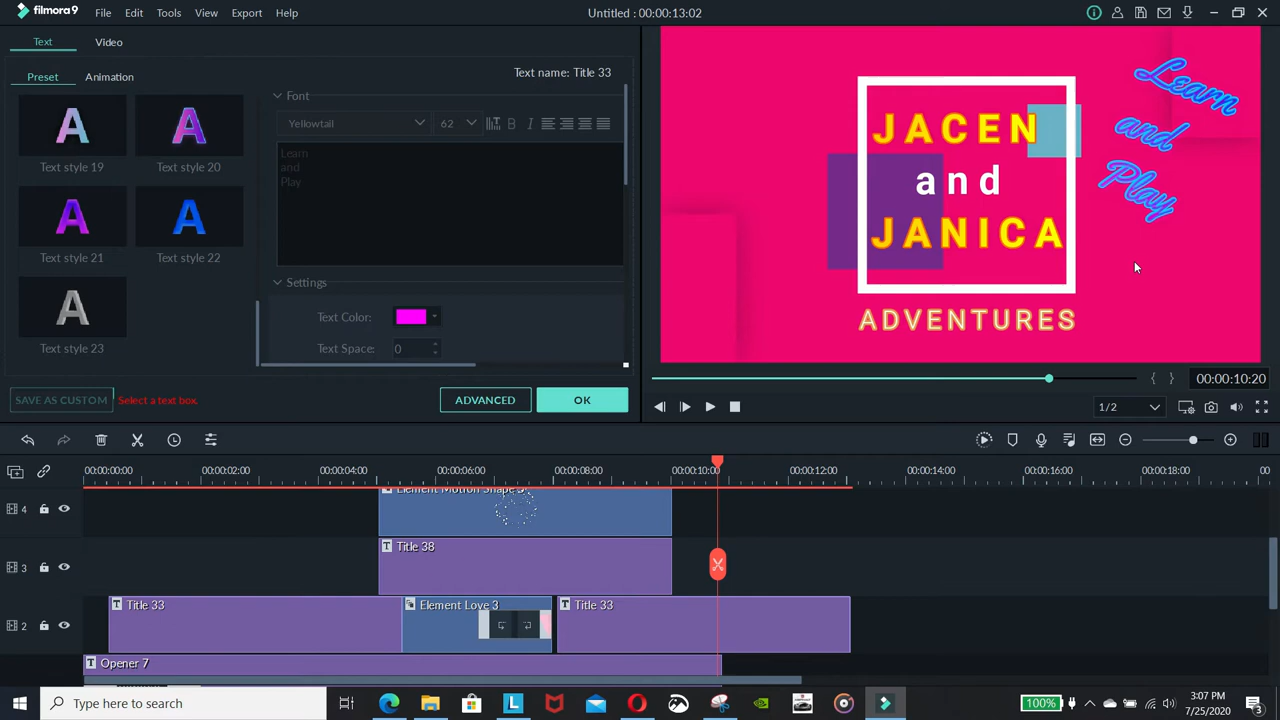 filmora9
File Edit Tools View Export Help
Untitled : 00:00:13:02
Text Video
Preset Animation
Text name: Title 33
Text style 19
Text style 20
Text style 21
Text style 22
Text style 23
Font
Yellowtail 62
Learn
and
Play
Settings
Text Color:
Text Space: 0
SAVE AS CUSTOM Select a text box.
ADVANCED OK
JACEN
and
JANICA
ADVENTURES
Learn
and
Play
00:00:10:20
1/2
00:00:00:00 00:00:02:00 00:00:04:00 00:00:06:00 00:00:08:00 00:00:10:00 00:00:12:00 00:00:14:00 00:00:16:00 00:00:18:00 00
4 Element Motion Shape 3
3 Title 38
2 Title 33 Element Love 3 Title 33
Opener 7
Type here to search
100%
3:07 PM
7/25/2020
3